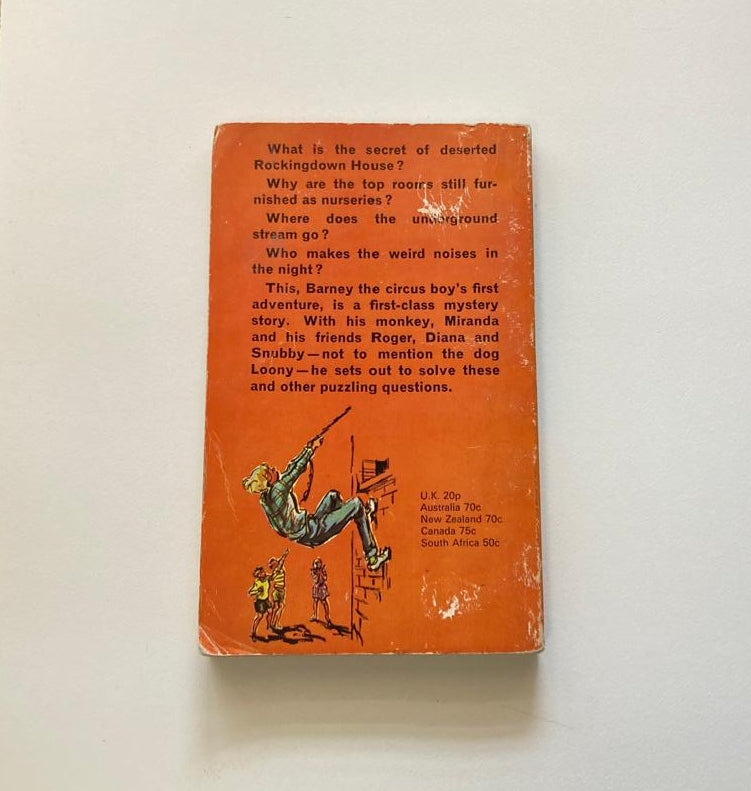 What is the secret of deserted
Rockingdown House?
Why are the top rooms still fur-
nished as nurseries?
Where does the underground
stream go?
Who makes the weird noises in
the night?
This, Barney the circus boy's first
adventure, is a first-class mystery
story. With his monkey, Miranda
and his friends Roger, Diana and
Snubby—not to mention the dog
Loony—he sets out to solve these
and other puzzling questions.
U.K. 20p
Australia 70c
New Zealand 70c
Canada 75c
South Africa 50c